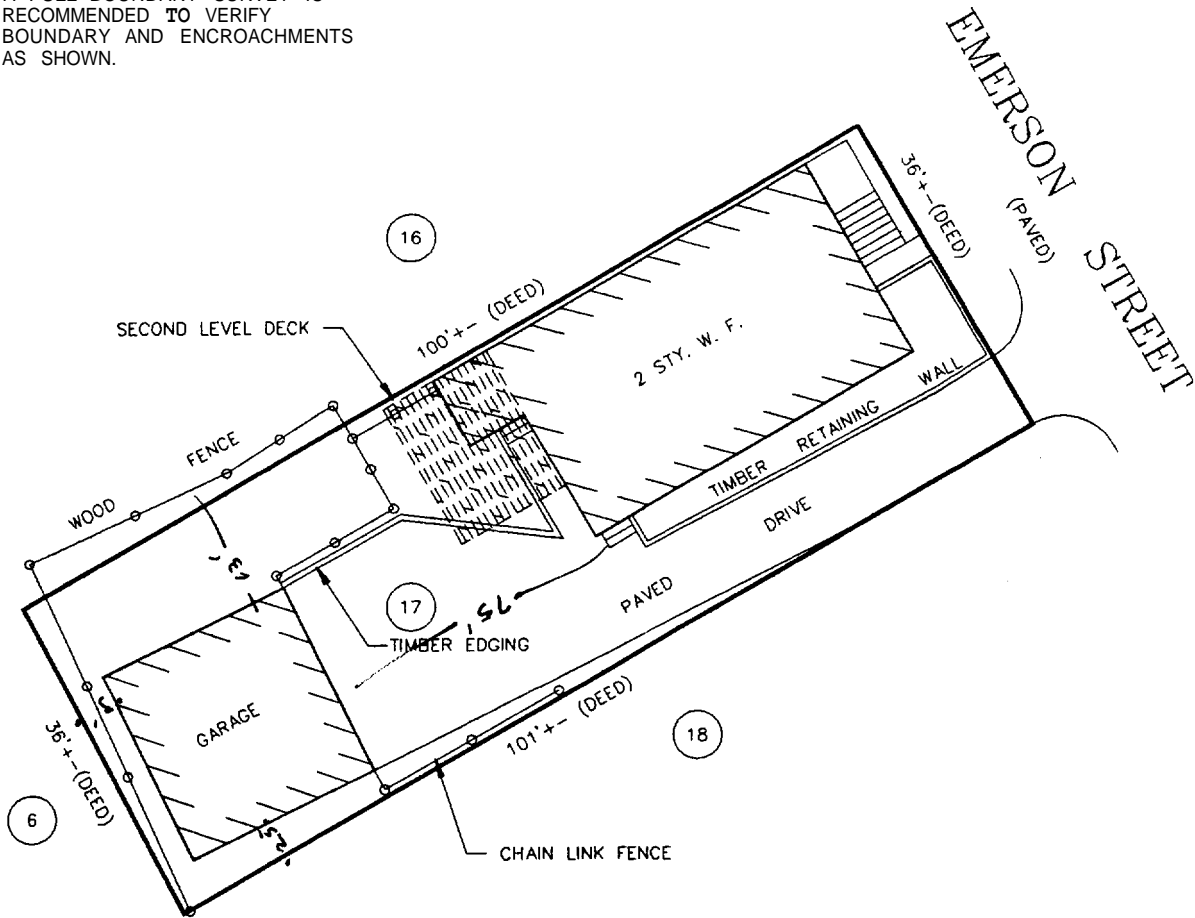 RECOMMENDED TO VERIFY
BOUNDARY AND ENCROACHMENTS
AS SHOWN.
EMERSON
STREET
(PAVED)
36'+-(DEED)
16
SECOND LEVEL DECK
100'+- (DEED)
2 STY. W. F.
WOOD
FENCE
TIMBER RETAINING WALL
DRIVE
PAVED
13'
17
75'
TIMBER EDGING
GARAGE
36'+-(DEED)
101'+- (DEED)
18
6
CHAIN LINK FENCE